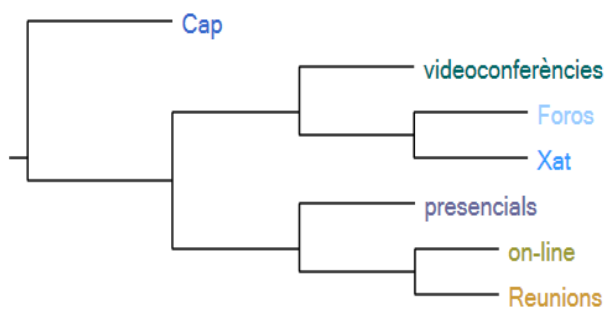 Cap
videoconferències
Foros
Xat
presencials
on-line
Reunions